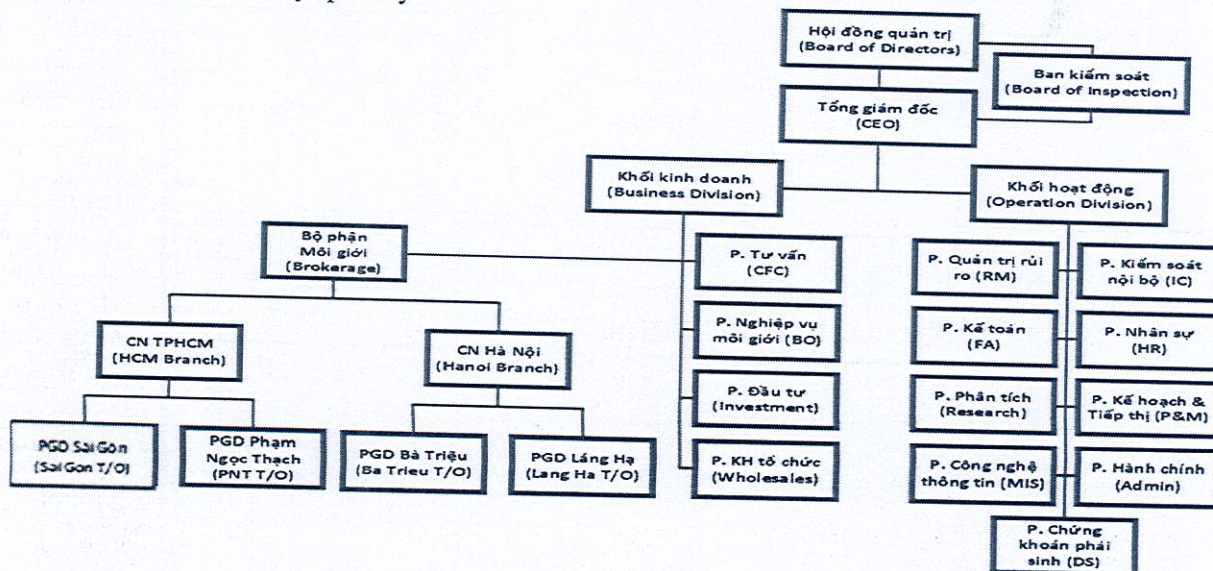 Hội đồng quản trị
(Board of Directors)
Ban kiểm soát
(Board of Inspection)
Tổng giám đốc
(CEO)
Khối kinh doanh
(Business Division)
Khối hoạt động
(Operation Division)
Bộ phận
Môi giới
(Brokerage)
CN TPHCM
(HCM Branch)
CN Hà Nội
(Hanoi Branch)
PGD Sài Gòn
(Sai Gon T/O)
PGD Phạm
Ngọc Thạch
(PNT T/O)
PGD Bà Triệu
(Ba Trieu T/O)
PGD Láng Hạ
(Lang Ha T/O)
P. Tư vấn
(CFC)
P. Nghiệp vụ
môi giới (BO)
P. Đầu tư
(Investment)
P. KH tổ chức
(Wholesales)
P. Quản trị rủi
ro (RM)
P. Kiểm soát
nội bộ (IC)
P. Kế toán
(FA)
P. Nhân sự
(HR)
P. Phân tích
(Research)
P. Kế hoạch &
Tiếp thị (P&M)
P. Công nghệ
thông tin (MIS)
P. Hành chính
(Admin)
P. Chứng
khoán phái
sinh (DS)